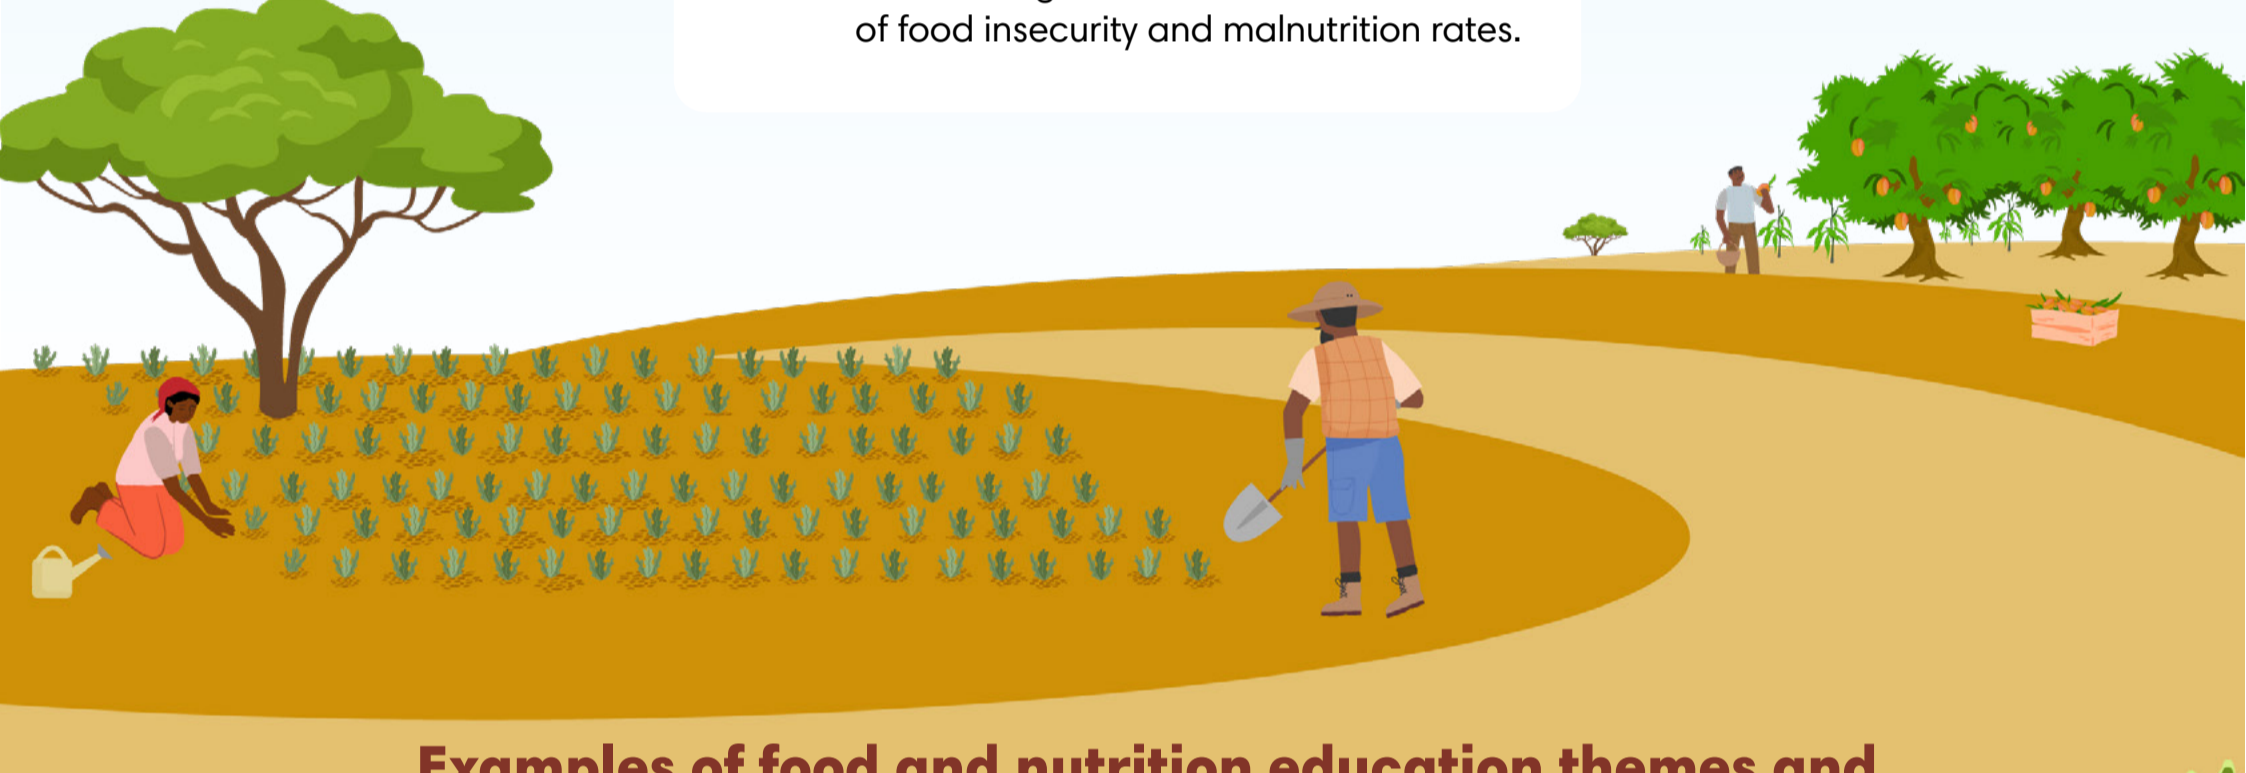 of food insecurity and malnutrition rates.
Examples of food and nutrition education themes and